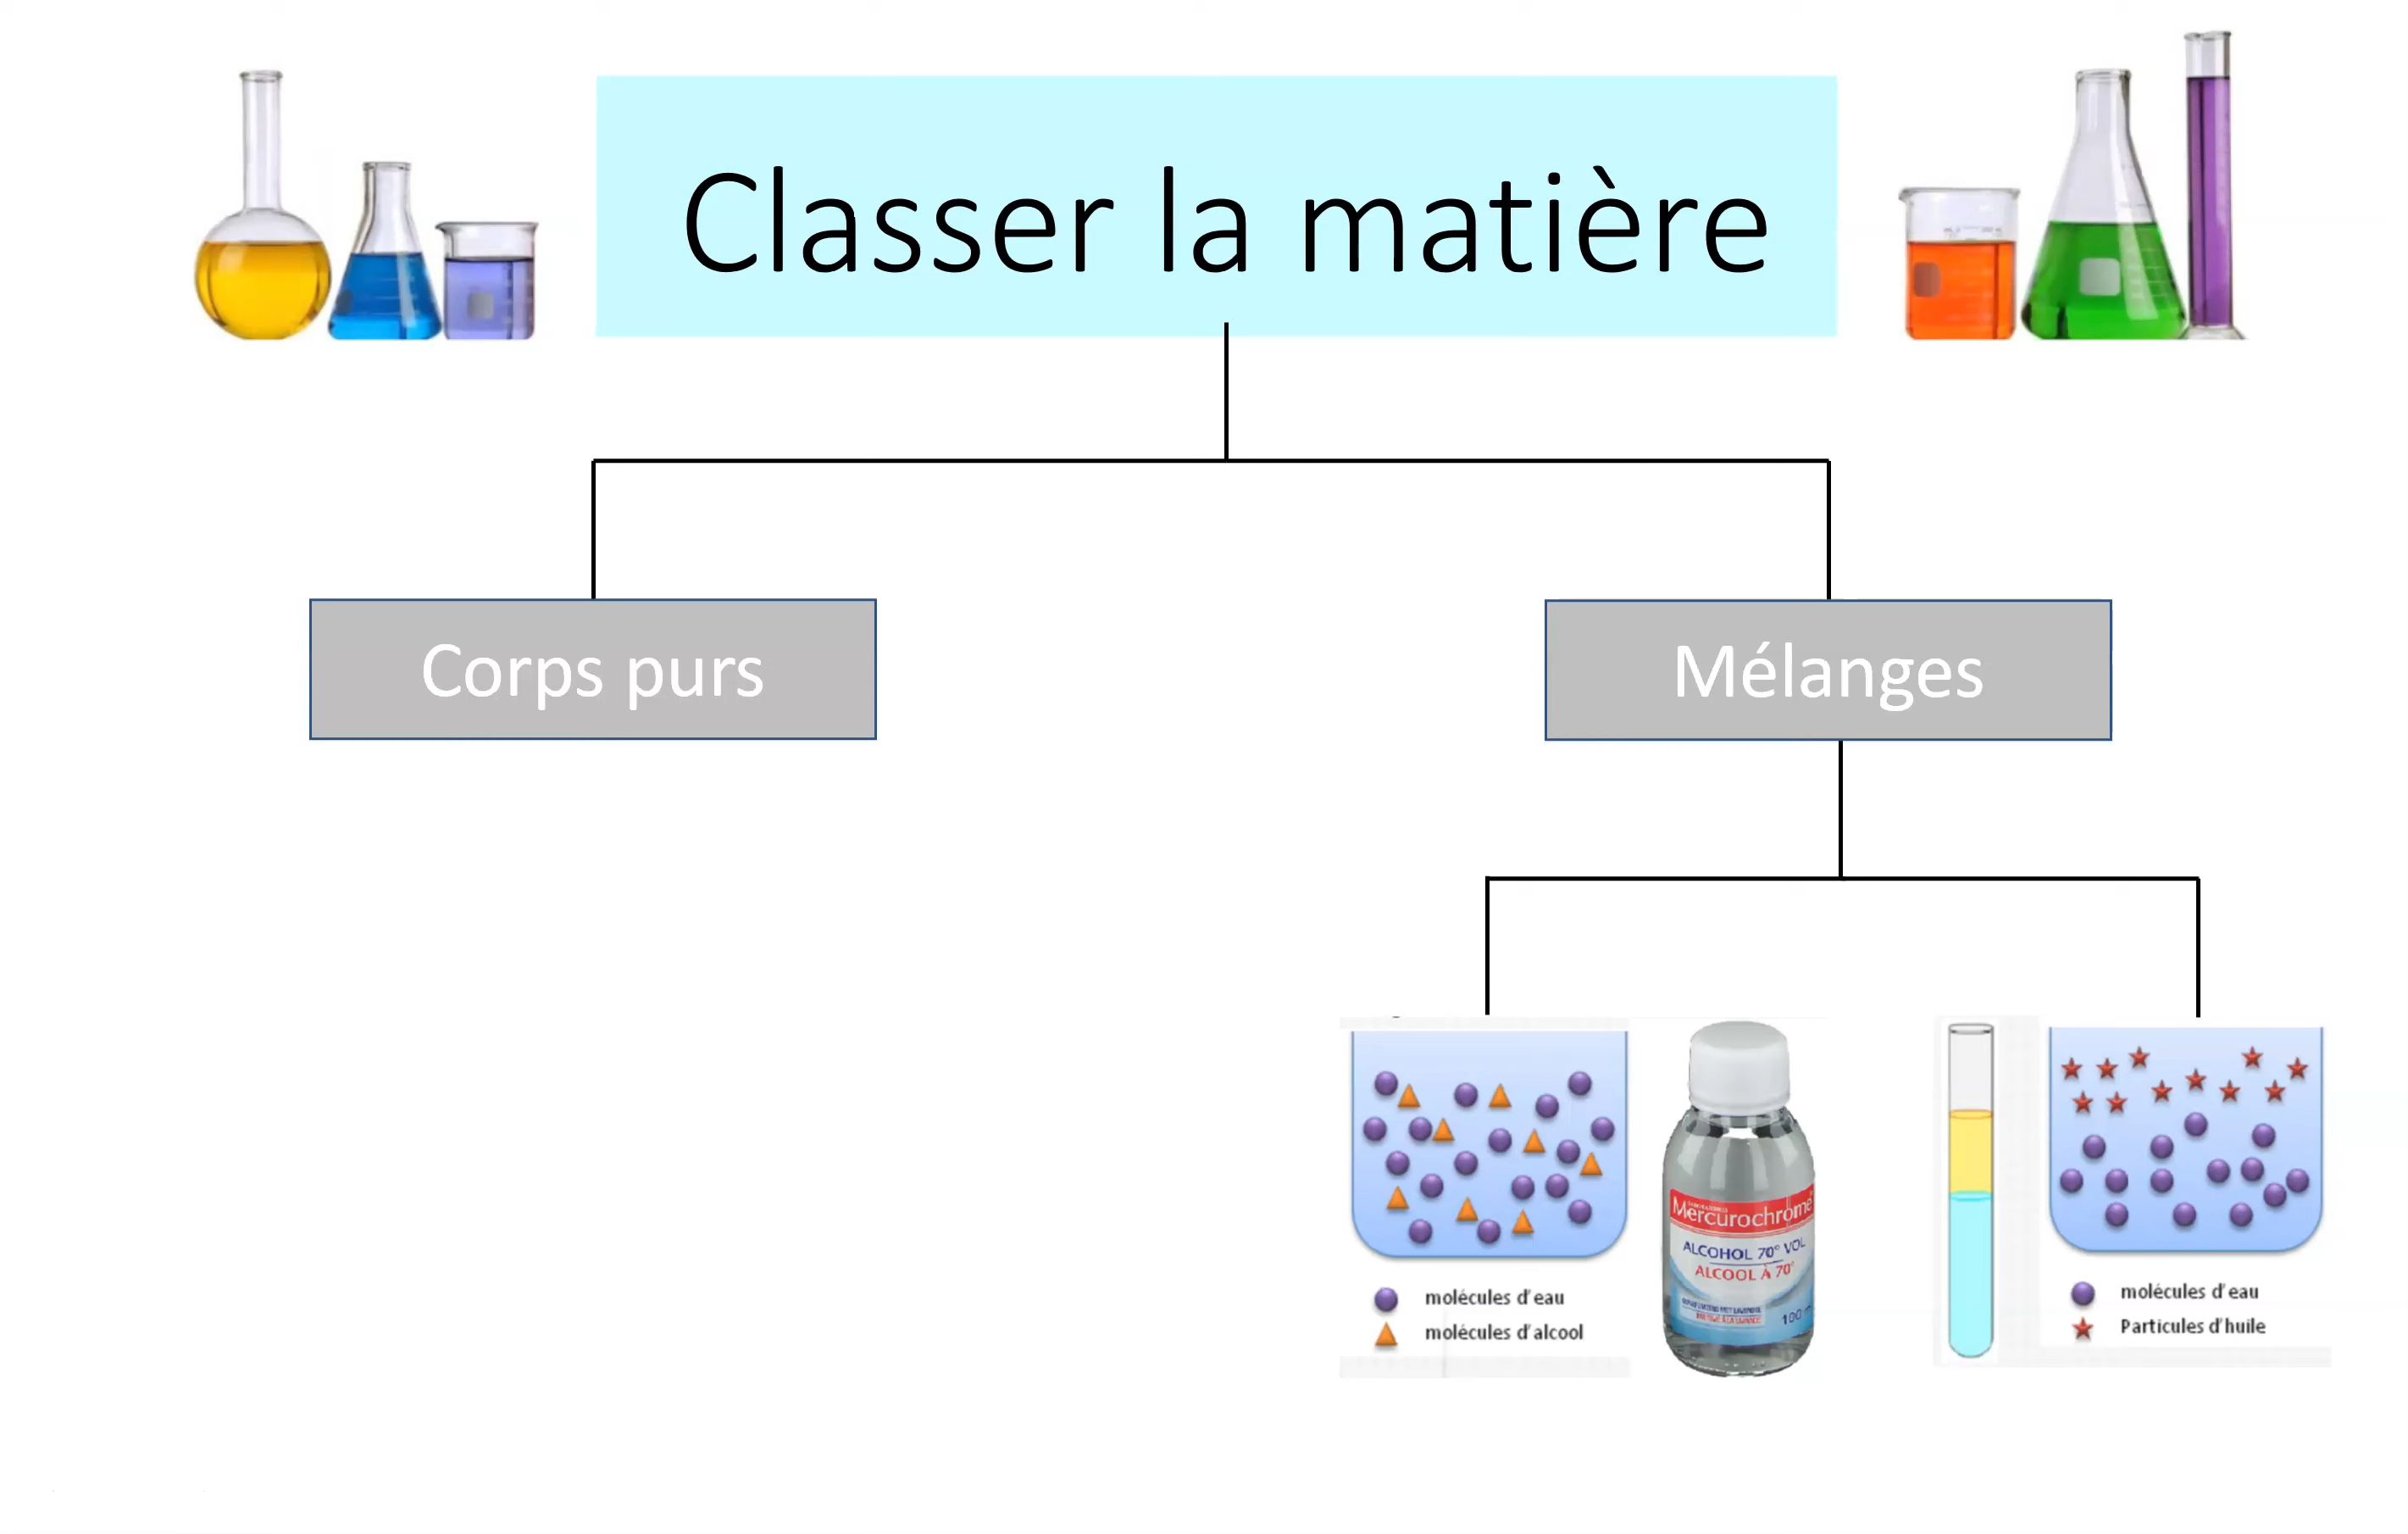 Classer la matière
Corps purs
Mélanges
Mercurochrome
ALCOHOL 70° VOL
ALCOOL À 70°
100
molécules d'eau
molécules d'alcool
molécules d'eau
Particules d'huile